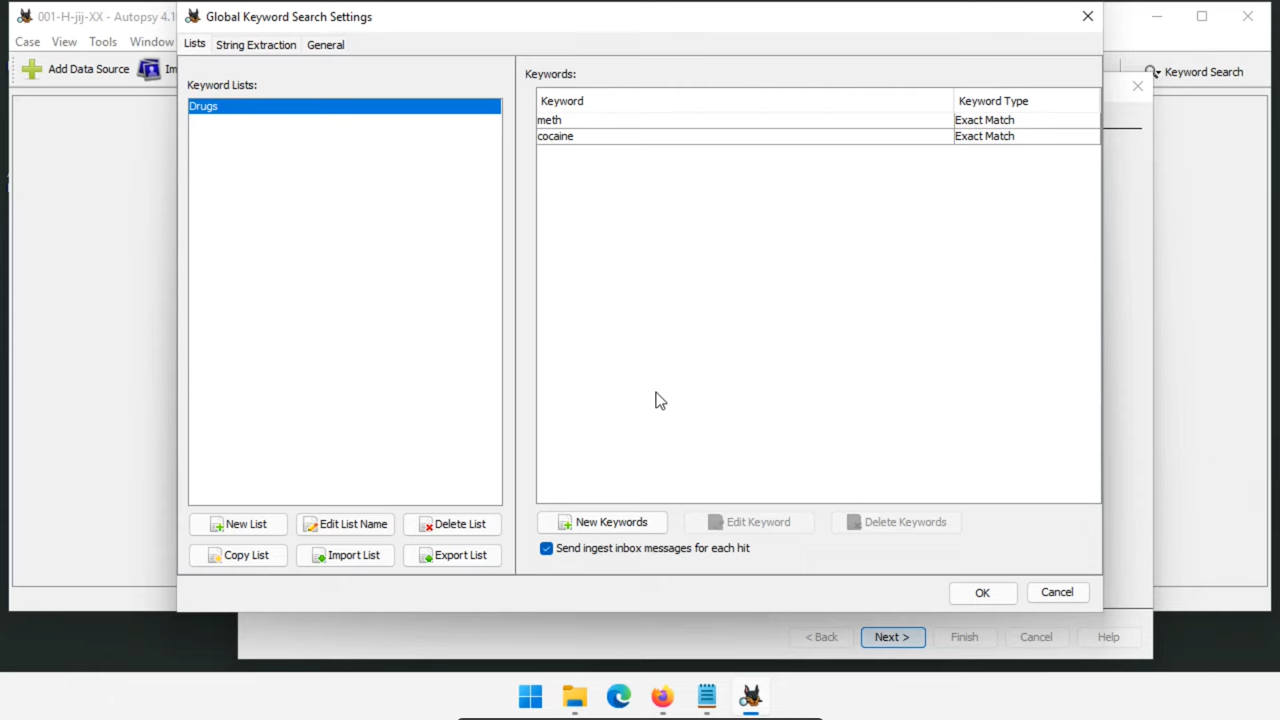 001-H-jij-XX - Autopsy 4.1
Global Keyword Search Settings
Case View Tools Window
Lists String Extraction General
Add Data Source
Im
Keyword Search
Keyword Lists:
Drugs
Keywords:
Keyword Keyword Type
meth Exact Match
cocaine Exact Match
New List Edit List Name Delete List
Copy List Import List Export List
New Keywords Edit Keyword Delete Keywords
Send ingest inbox messages for each hit
OK Cancel
< Back Next > Finish Cancel Help